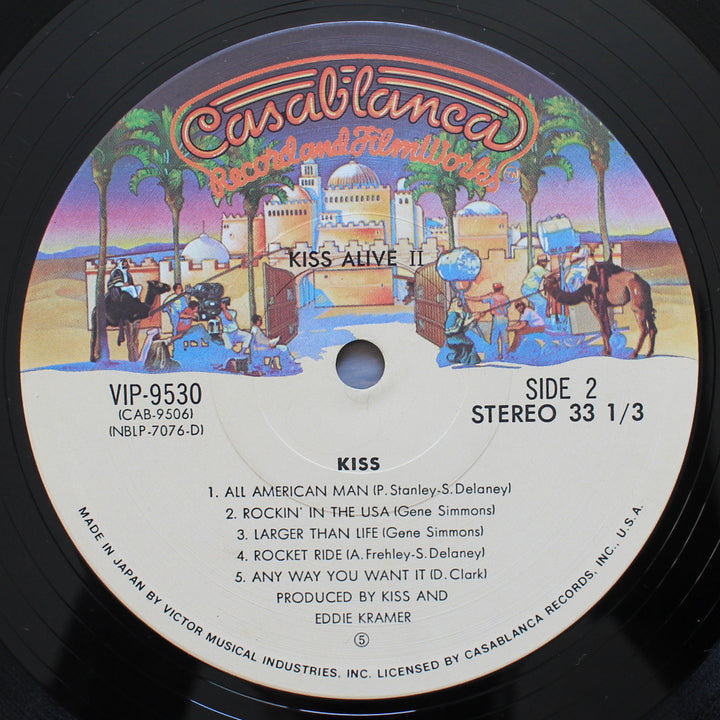 Casablanca
Record and FilmWorks
TM
KISS ALIVE II
VIP-9530
(CAB-9506)
(NBLP-7076-D)
SIDE 2
STEREO 33 1/3
KISS
1. ALL AMERICAN MAN (P. Stanley-S. Delaney)
2. ROCKIN' IN THE USA (Gene Simmons)
3. LARGER THAN LIFE (Gene Simmons)
4. ROCKET RIDE (A. Frehley-S. Delaney)
5. ANY WAY YOU WANT IT (D. Clark)
PRODUCED BY KISS AND
EDDIE KRAMER
⑤
MADE IN JAPAN BY VICTOR MUSICAL INDUSTRIES, INC. LICENSED BY CASABLANCA RECORDS, INC., U.S.A.